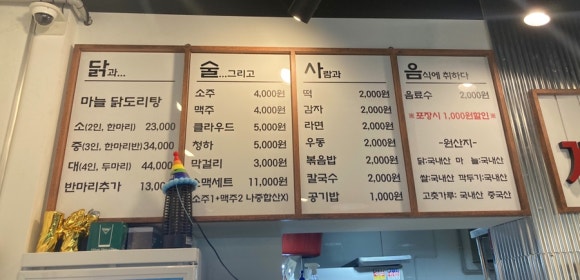 닭과...
마늘 닭도리탕
소(2인, 한마리) 23,000
중(3인, 한마리반) 34,000
대(4인, 두마리) 44,000
반마리추가 13,000
술...그리고
소주 4,000원
맥주 4,000원
클라우드 5,000원
청하 5,000원
막걸리 3,000원
소맥세트 11,000원
소주1+맥주2 나중합산X)
사람과
떡 2,000원
감자 2,000원
라면 2,000원
우동 2,000원
볶음밥 2,000원
칼국수 2,000원
공기밥 1,000원
음식에 취하다
음료수 2,000원
※포장시 1,000원할인※
-원산지-
닭:국내산 마 늘:국내산
쌀:국내산 깍두기:국내산
고춧가루: 국내산 중국산